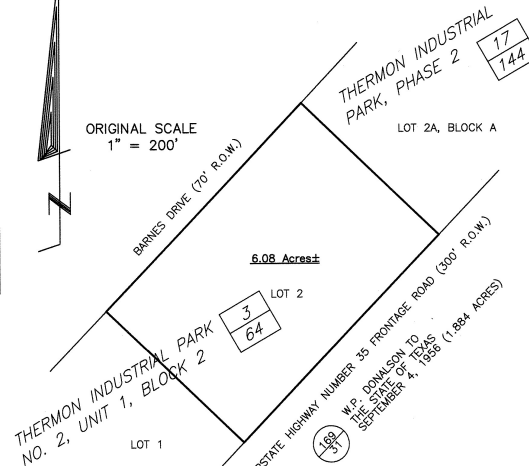 THERMON INDUSTRIAL
PARK, PHASE 2
17
144
ORIGINAL SCALE
1" = 200'
LOT 2A, BLOCK A
BARNES DRIVE (70' R.O.W.)
N
6.08 Acres±
LOT 2
3
64
THERMON INDUSTRIAL PARK
NO. 2, UNIT 1, BLOCK 2
LOT 1
RSTATE HIGHWAY NUMBER 35 FRONTAGE ROAD (300' R.O.W.)
W.P. DONALSON TO
THE STATE OF TEXAS
SEPTEMBER 4, 1956 (1.884 ACRES)
169
31